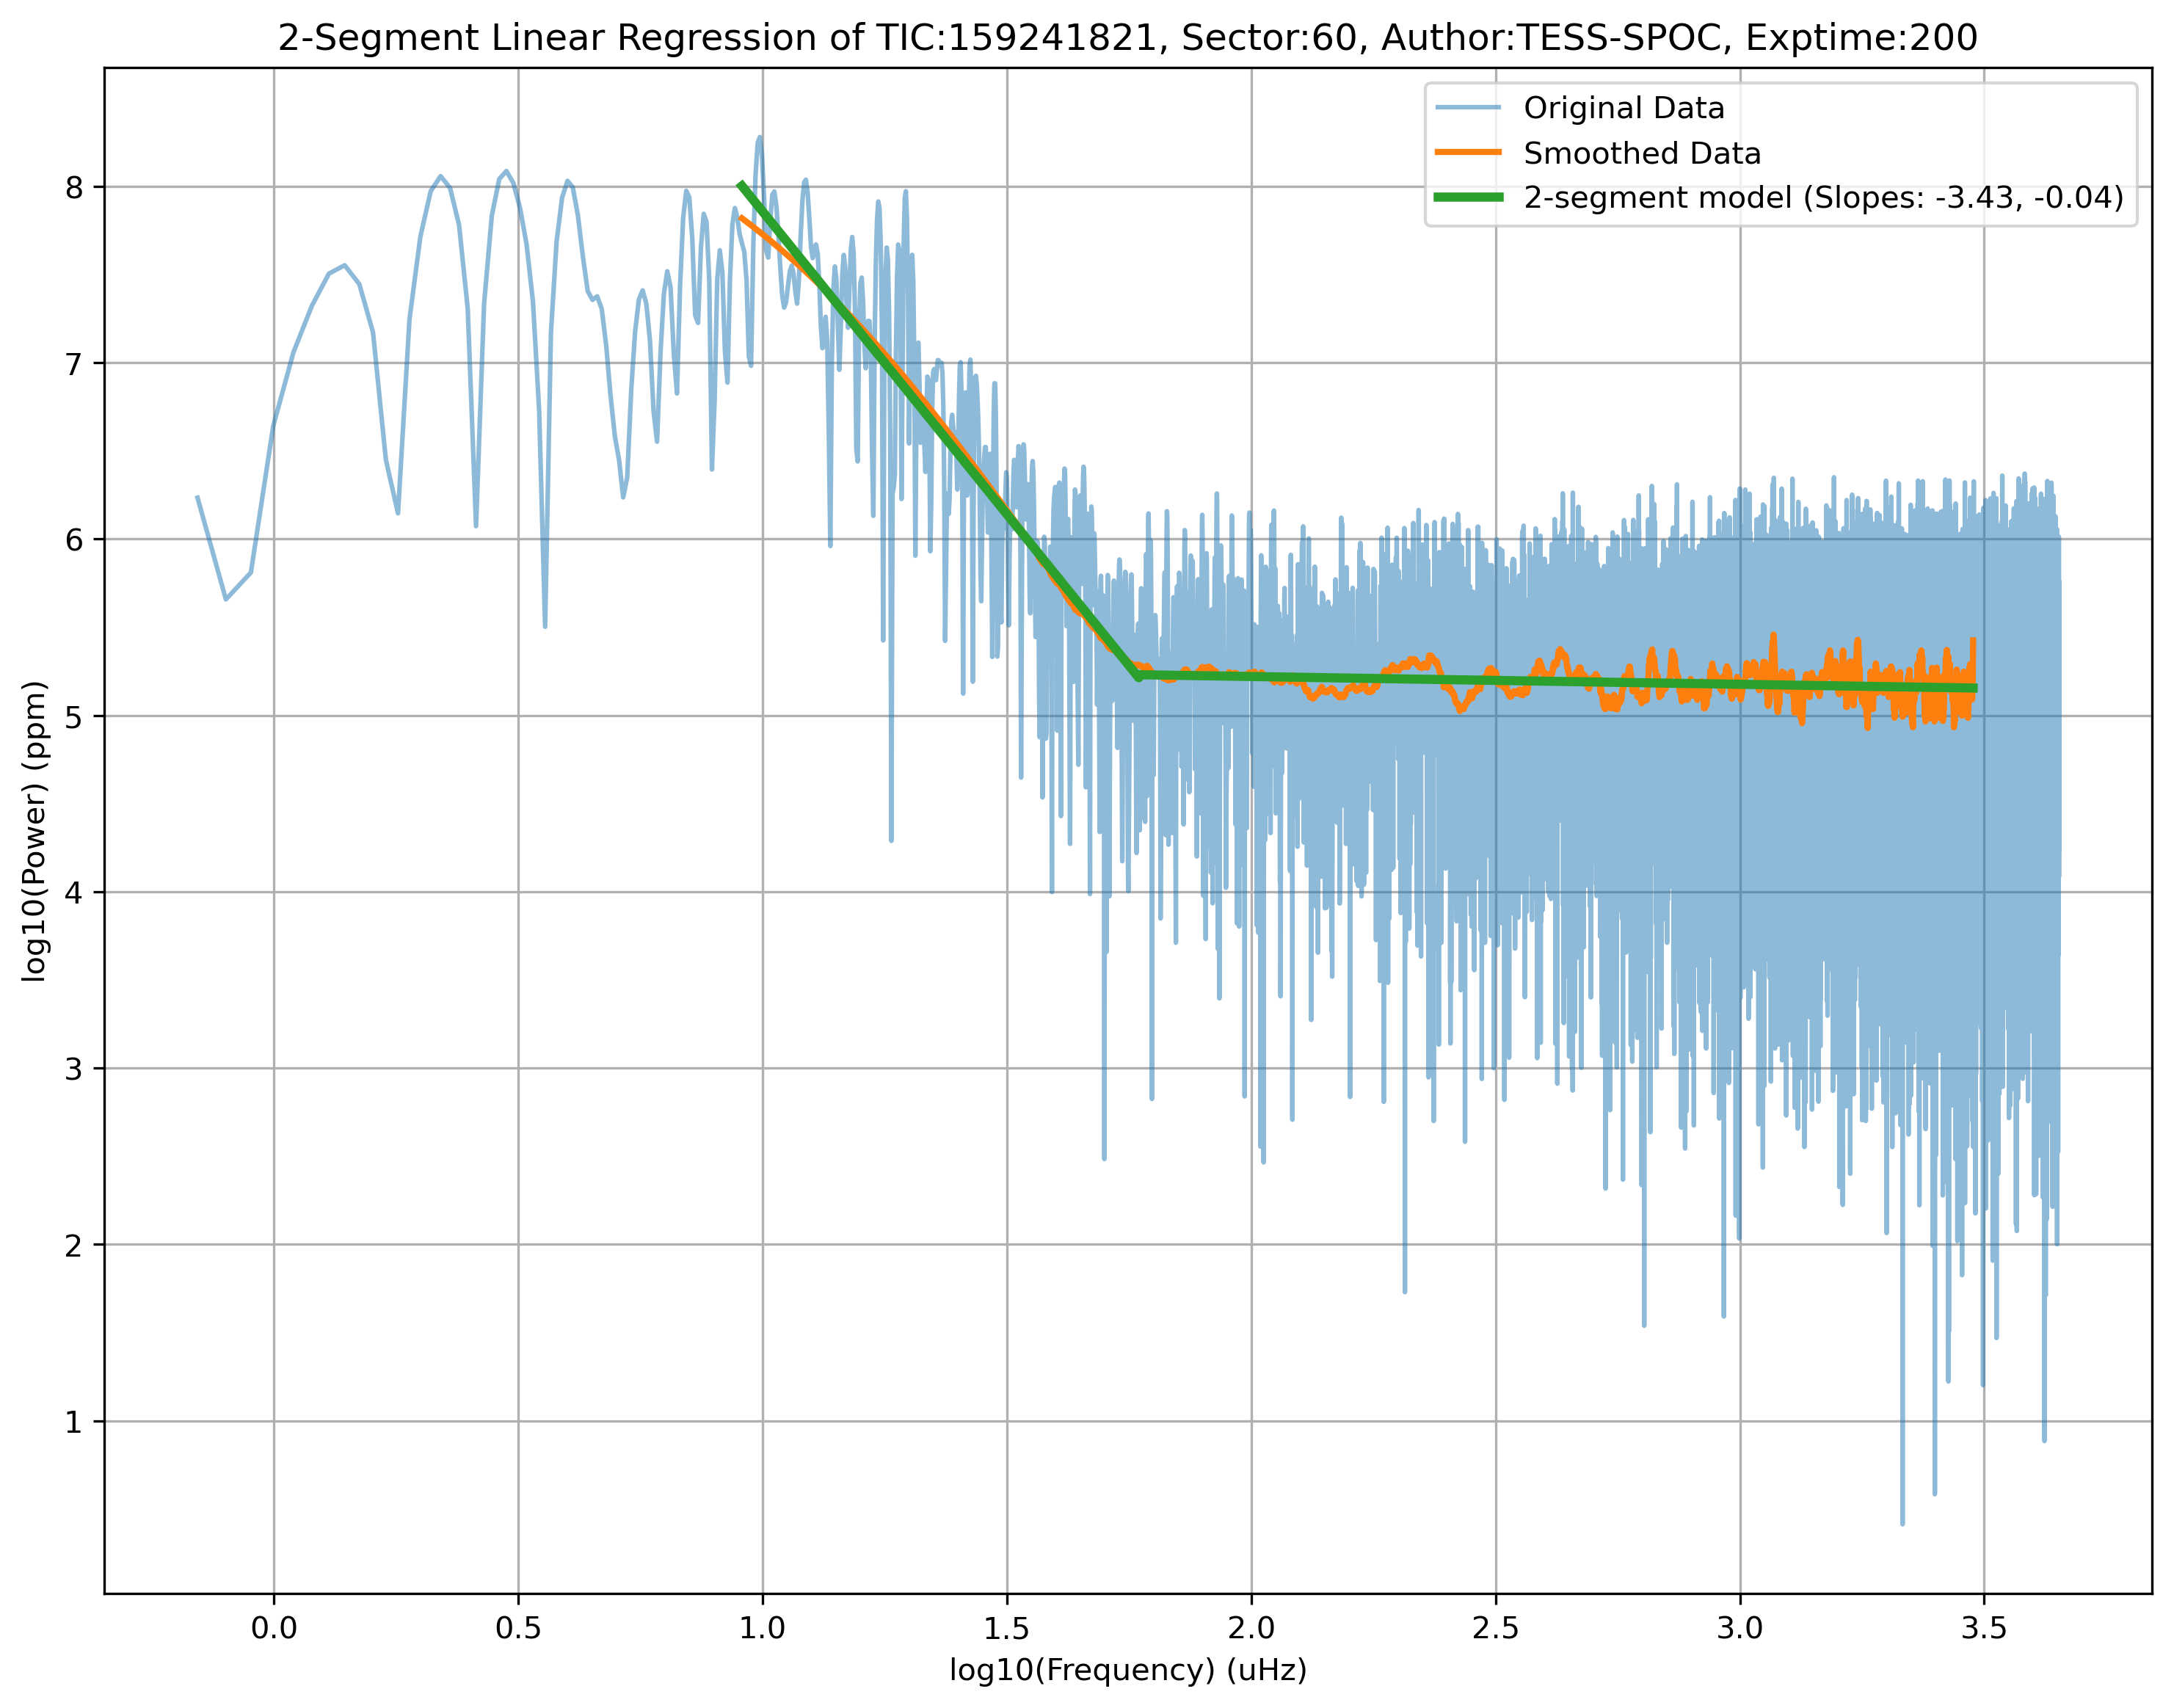 2-Segment Linear Regression of TIC:159241821, Sector:60, Author:TESS-SPOC, Exptime:200
Original Data
Smoothed Data
2-segment model (Slopes: -3.43, -0.04)
8
7
6
5
4
3
2
1
log10(Power) (ppm)
0.0 0.5 1.0 1.5 2.0 2.5 3.0 3.5
log10(Frequency) (uHz)